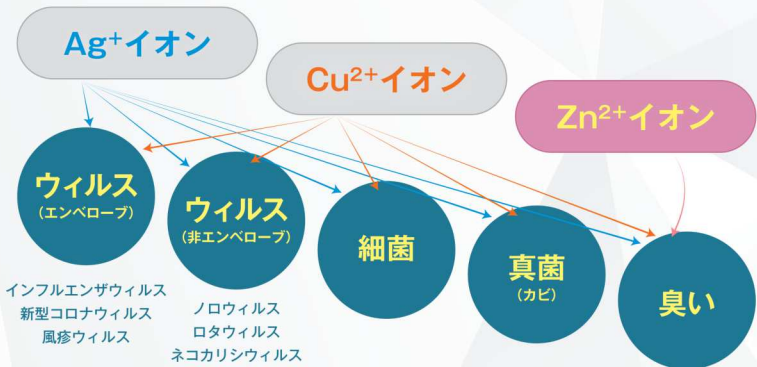 Ag⁺イオン
Cu²⁺イオン
Zn²⁺イオン
ウィルス
(エンベローブ)
ウィルス
(非エンベローブ)
細菌
真菌
(カビ)
臭い
インフルエンザウィルス
新型コロナウィルス
風疹ウィルス
ノロウィルス
ロタウィルス
ネコカリシウィルス